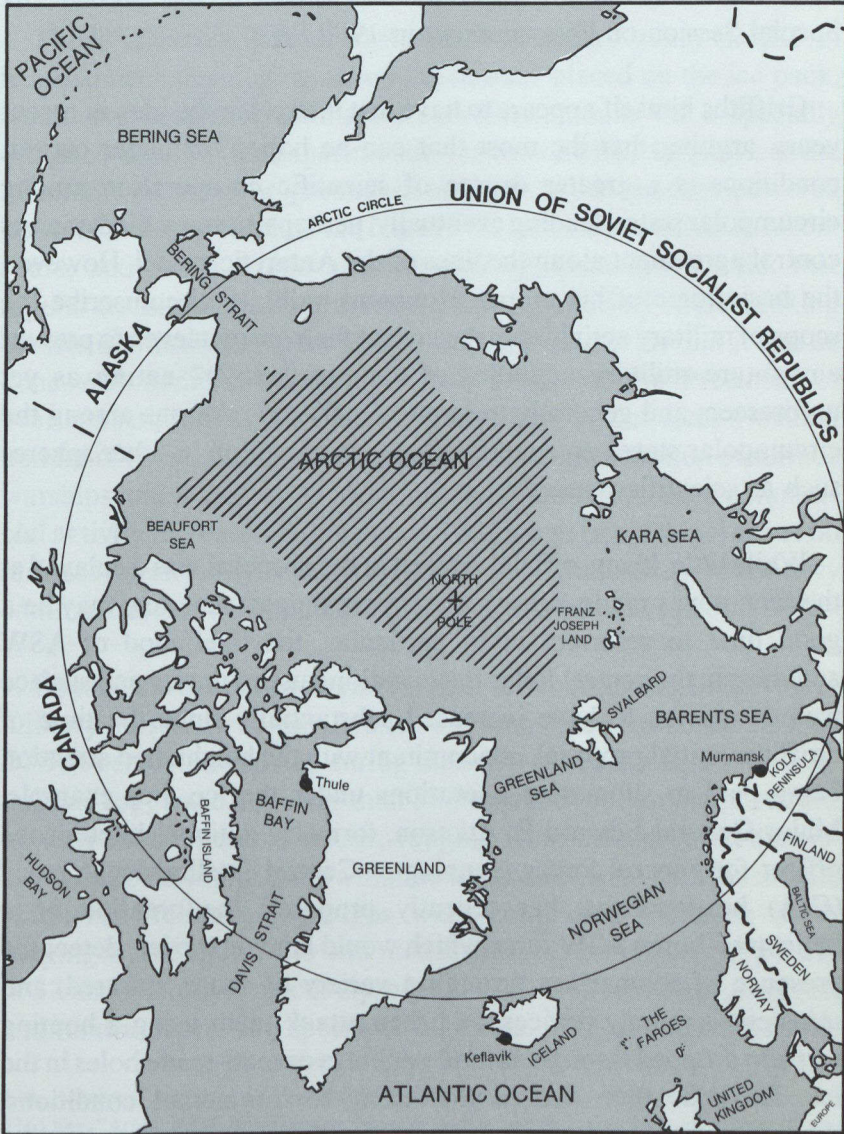 PACIFIC
OCEAN
BERING SEA
ARCTIC CIRCLE
UNION OF SOVIET SOCIALIST REPUBLICS
BERING STRAIT
ALASKA
ARCTIC OCEAN
BEAUFORT
SEA
KARA SEA
NORTH
POLE
FRANZ
JOSEPH
LAND
CANADA
SVALBARD
BARENTS SEA
Murmansk
KOLA
PENINSULA
GREENLAND
SEA
Thule
BAFFIN
BAY
BAFFIN ISLAND
GREENLAND
FINLAND
HUDSON
BAY
BALTIC SEA
DAVIS STRAIT
NORWEGIAN
SEA
SWEDEN
NORWAY
ICELAND
Keflavik
THE
FAROES
ATLANTIC OCEAN
UNITED
KINGDOM
EUROPE